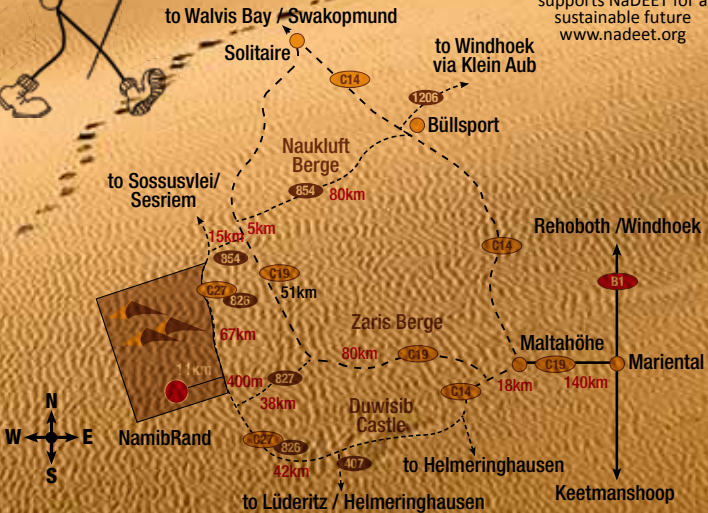 supports NaDEET for a
sustainable future
www.nadeet.org
to Walvis Bay / Swakopmund
Solitaire
to Windhoek
via Klein Aub
C14
1206
Büllsport
Naukluft
Berge
854
80km
to Sossusvlei/
Sesriem
5km
15km
854
C14
Rehoboth /Windhoek
C19
51km
B1
C27
826
67km
Zaris Berge
80km
C19
Maltahöhe
C19
Mariental
18km
140km
11km
400m
827
38km
C14
Duwisib
Castle
N
W
E
S
NamibRand
C27
826
42km
407
to Helmeringhausen
to Lüderitz / Helmeringhausen
Keetmanshoop